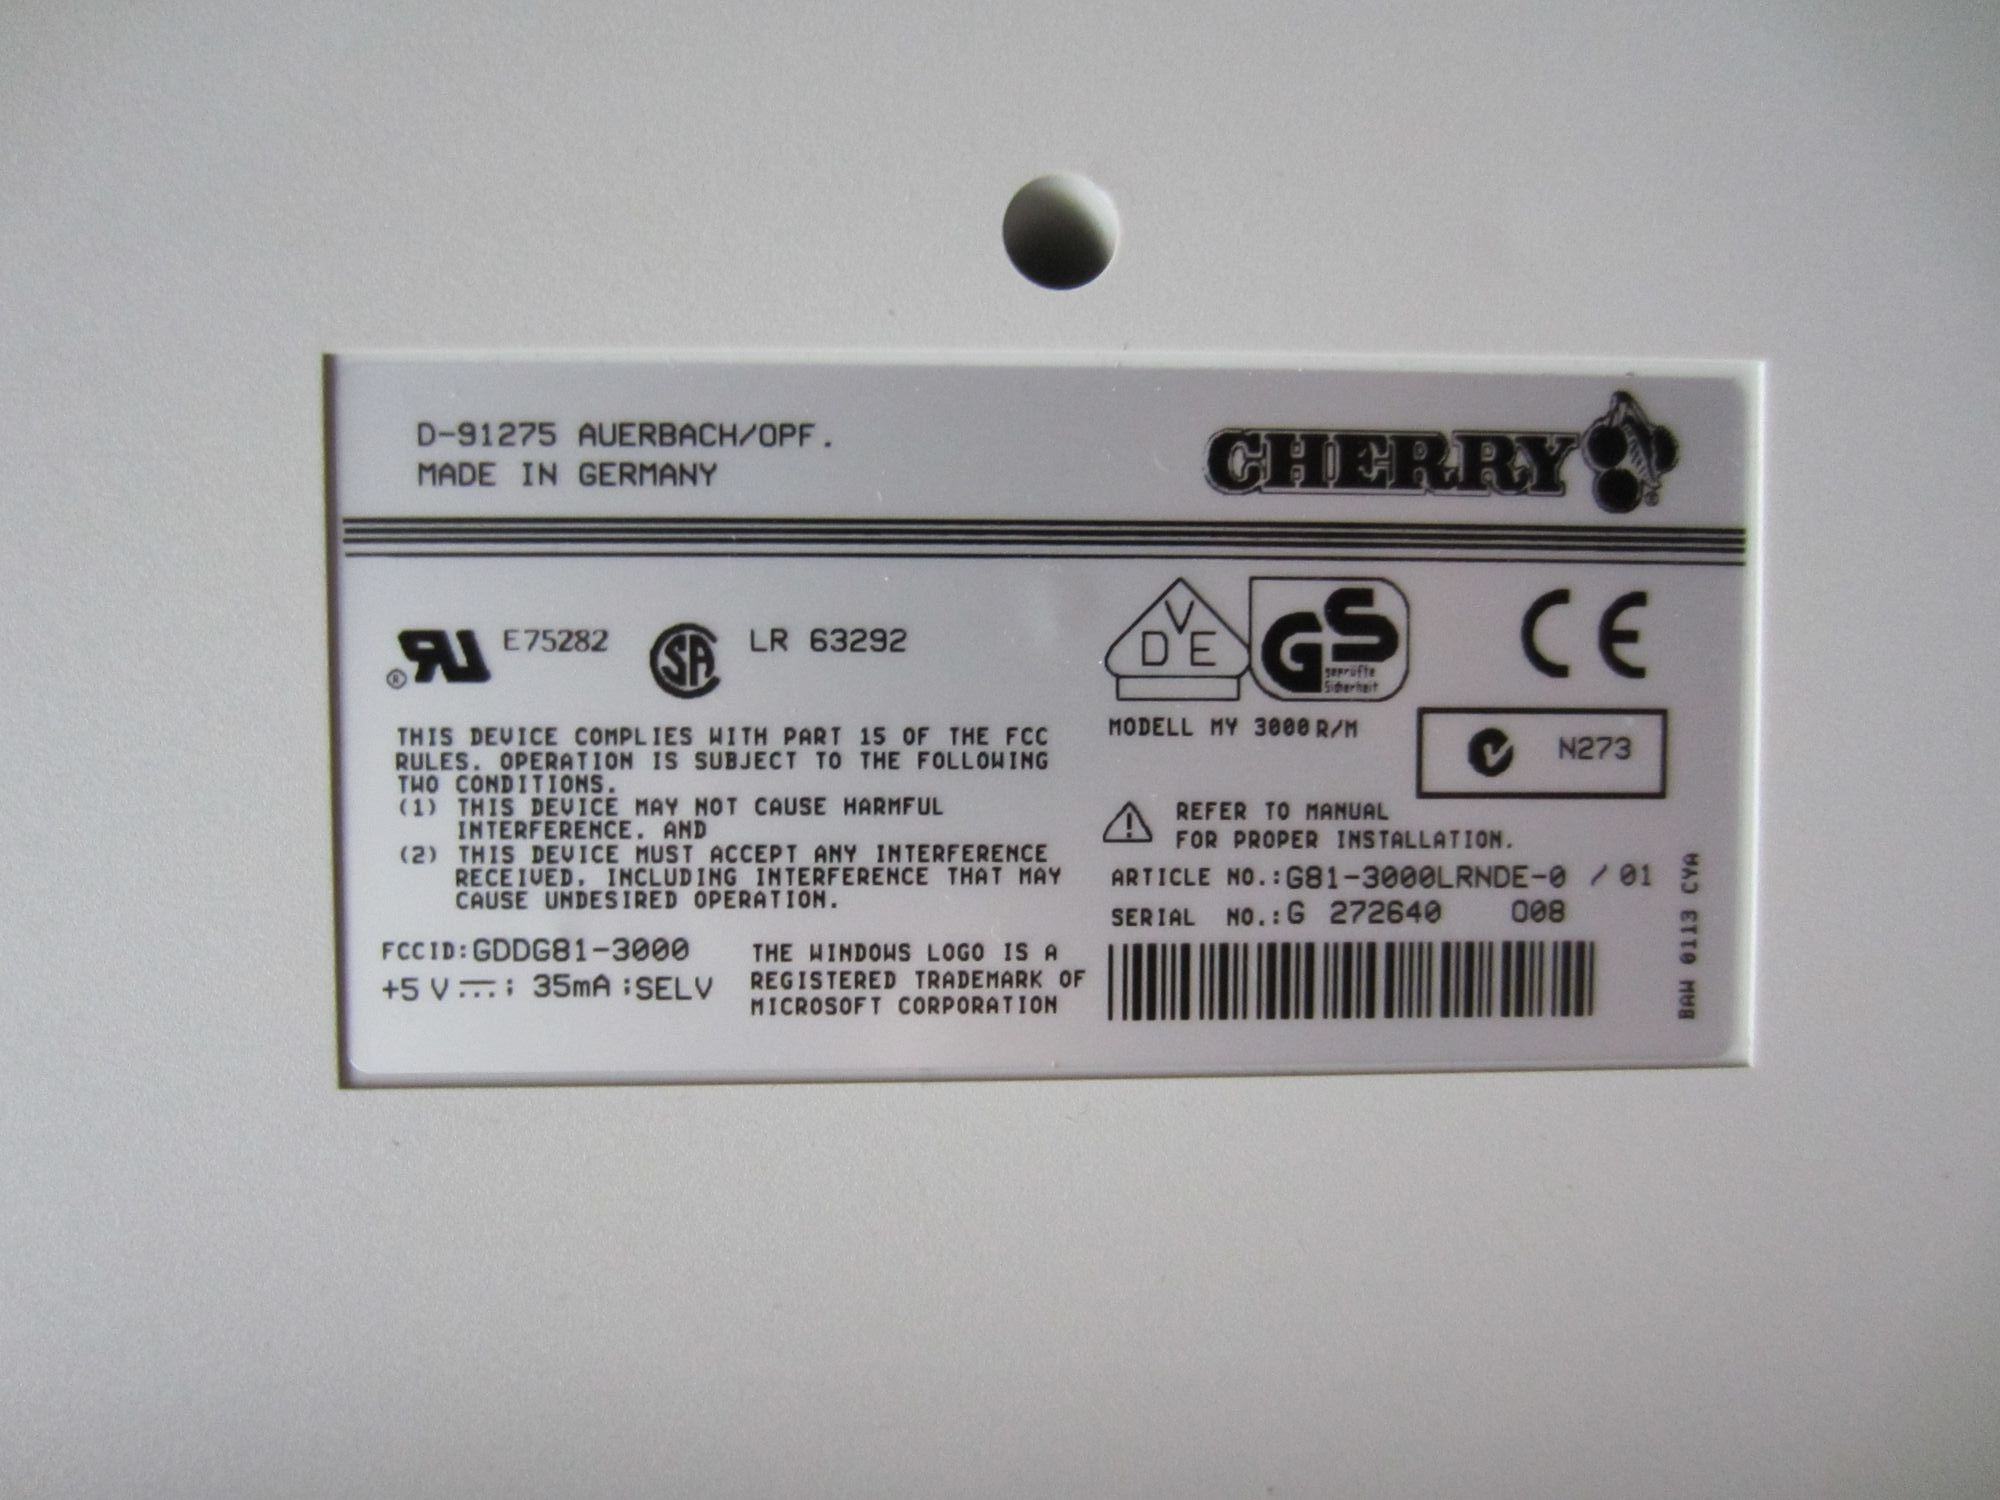 D-91275 AUERBACH/OPF.
MADE IN GERMANY
CHERRY
®
RU
®
E75282
SA
LR 63292
VDE
GS
geprüfte
Sicherheit
CE
THIS DEVICE COMPLIES WITH PART 15 OF THE FCC
RULES. OPERATION IS SUBJECT TO THE FOLLOWING
TWO CONDITIONS.
(1) THIS DEVICE MAY NOT CAUSE HARMFUL
INTERFERENCE. AND
(2) THIS DEVICE MUST ACCEPT ANY INTERFERENCE
RECEIVED. INCLUDING INTERFERENCE THAT MAY
CAUSE UNDESIRED OPERATION.
FCCID:GDDG81-3000
+5 V ⎓; 35mA ;SELV
THE WINDOWS LOGO IS A
REGISTERED TRADEMARK OF
MICROSOFT CORPORATION
MODELL MY 3000 R/M
N273
REFER TO MANUAL
FOR PROPER INSTALLATION.
ARTICLE NO.:G81-3000LRNDE-0 / 01
SERIAL NO.:G 272640 008
BAW 0113 CYA